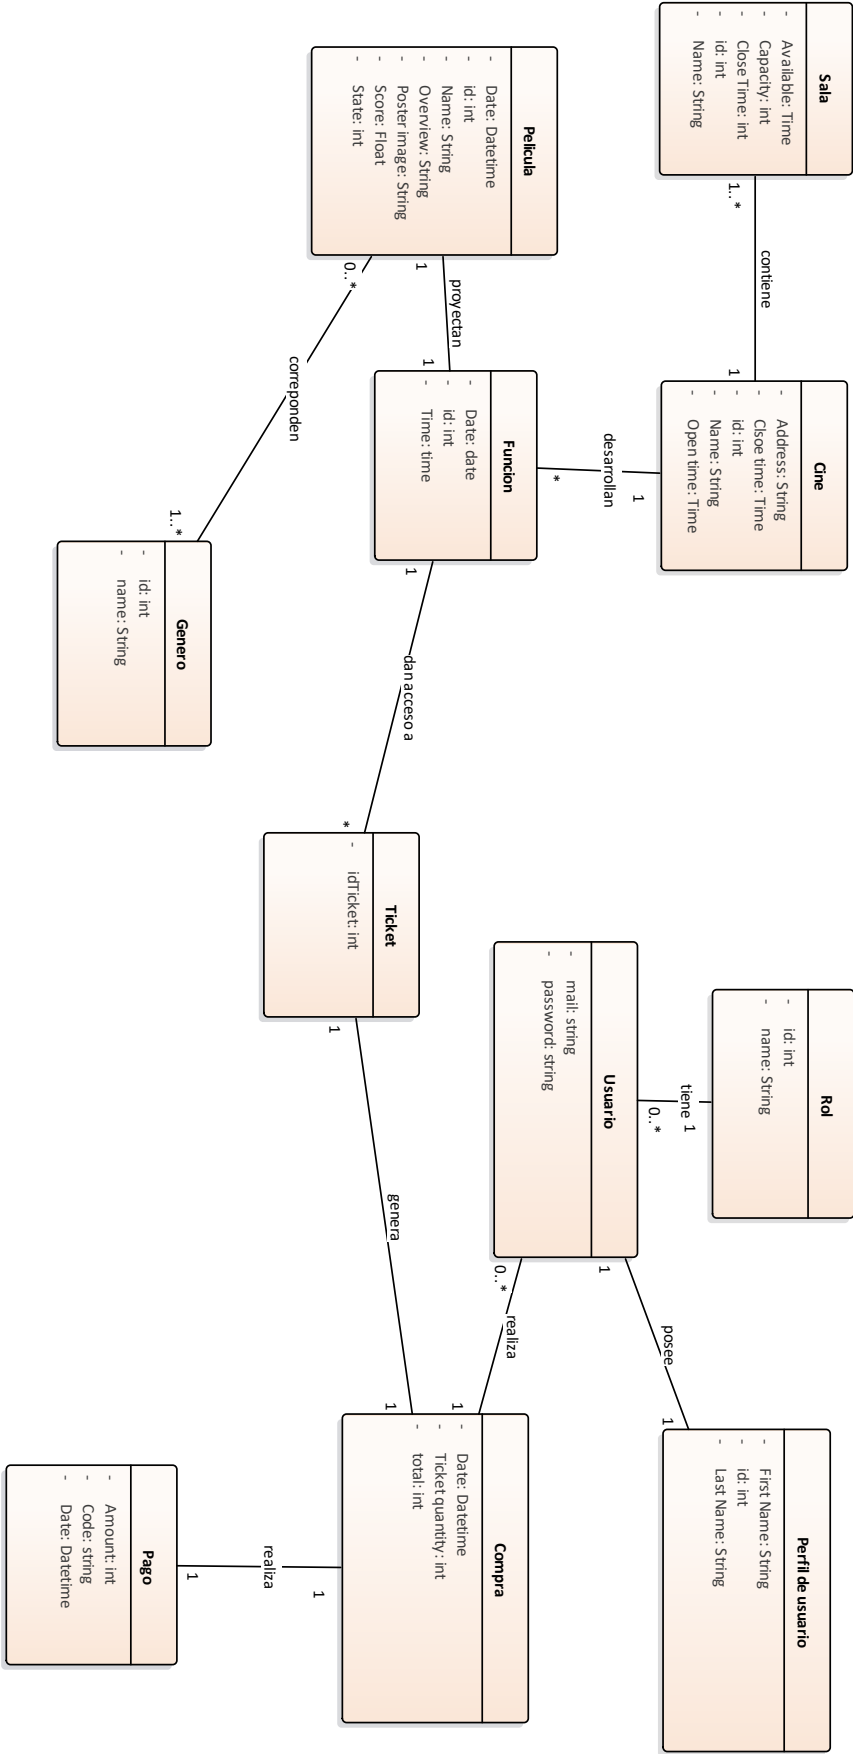 Sala
- Available: Time
- Capacity: int
- Close Time: int
- id: int
- Name: String
1..*
contiene
1
Cine
- Address: String
- Clsoe time: Time
- id: int
- Name: String
- Open time: Time
1
desarrollan
*
Pelicula
- Date: Datetime
- id: int
- Name: String
- Overview: String
- Poster image: String
- Score: Float
- State: int
1
proyectan
1
Funcion
- Date: date
- id: int
- Time: time
0..*
correponden
1..*
Genero
- id: int
- name: String
1
dan acceso a
*
Ticket
- idTicket: int
1
genera
1
Rol
- id: int
- name: String
tiene 1
0..*
Usuario
- mail: string
- password: string
1
posee
1
Perfil de usuario
- First Name: String
- id: int
- Last Name: String
0..*
realiza
1
Compra
- Date: Datetime
- Ticket quantity: int
- total: int
1
realiza
1
Pago
- Amount: int
- Code: string
- Date: Datetime